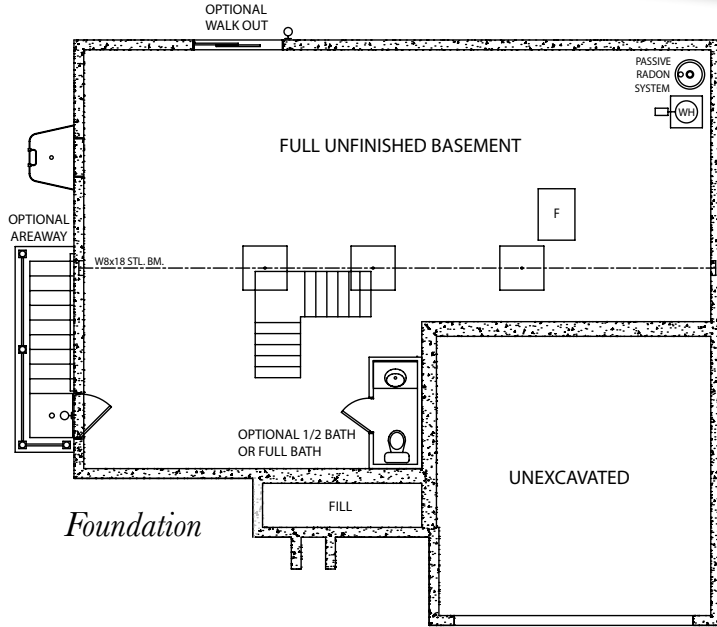 OPTIONAL
WALK OUT
PASSIVE
RADON
SYSTEM
WH
FULL UNFINISHED BASEMENT
F
OPTIONAL
AREAWAY
W8x18 STL. BM.
OPTIONAL 1/2 BATH
OR FULL BATH
UNEXCAVATED
FILL
Foundation